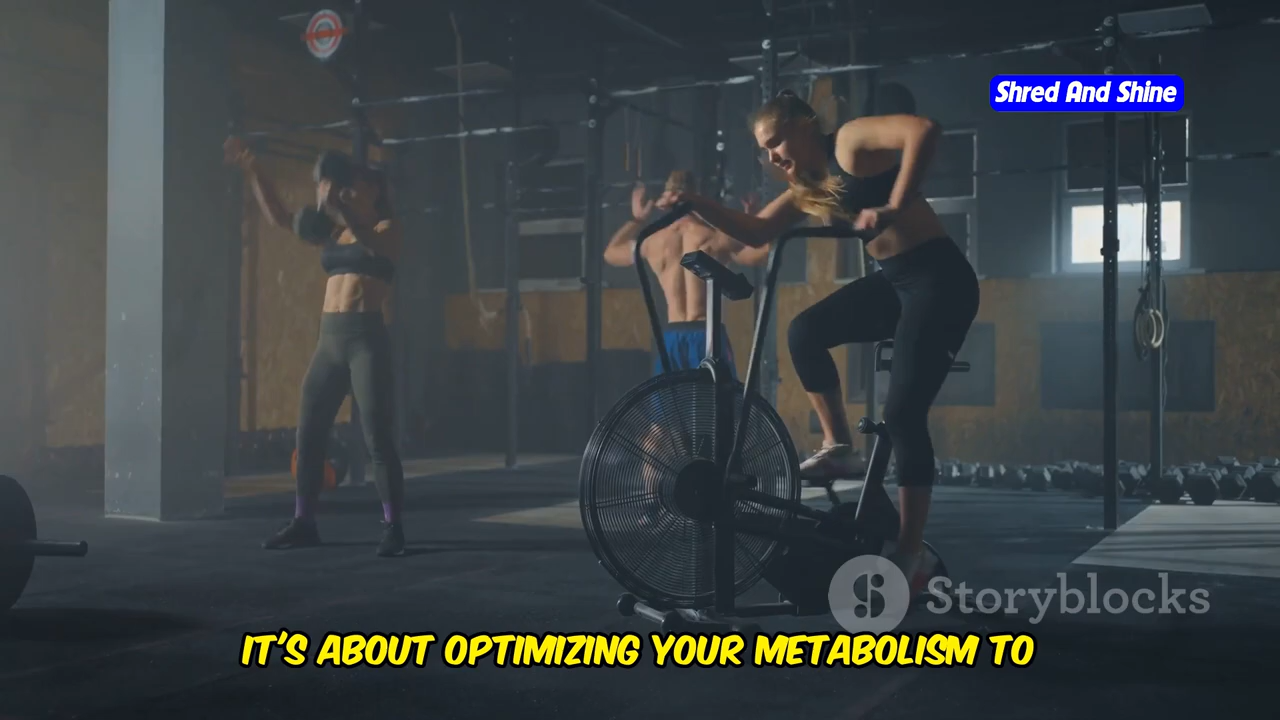 Shred And Shine
Storyblocks
IT'S ABOUT OPTIMIZING YOUR METABOLISM TO